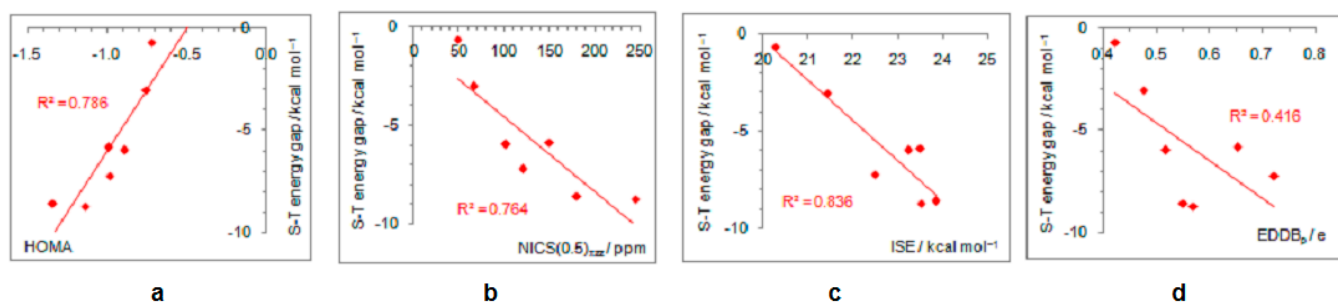 -1.5 -1.0 -0.5 0.0 0
R² = 0.786
-5
-10
S-T energy gap / kcal mol⁻¹
HOMA
a
0 50 100 150 200 250
0
-5
-10
S-T energy gap / kcal mol⁻¹
R² = 0.764
NICS(0.5)πzz / ppm
b
20 21 22 23 24 25
0
-5
-10
S-T energy gap / kcal mol⁻¹
R² = 0.836
ISE / kcal mol⁻¹
c
0.4 0.5 0.6 0.7 0.8
0
-5
-10
S-T energy gap / kcal mol⁻¹
R² = 0.416
EDDBₚ / e
d